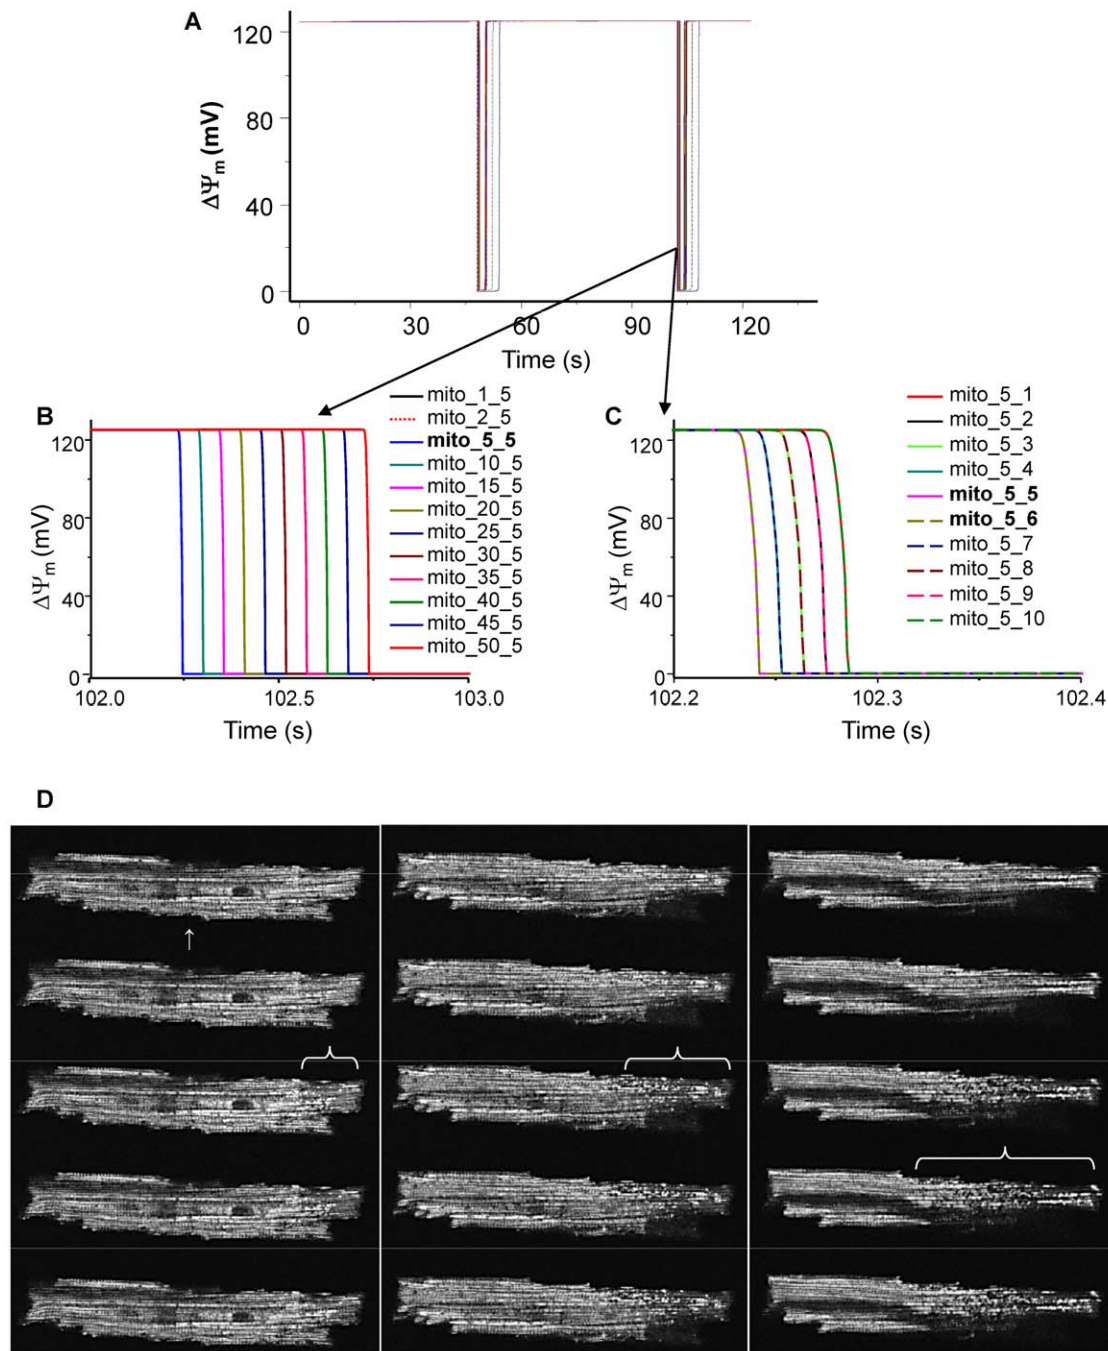 A
120
80
40
0
ΔΨm (mV)
0 30 60 90 120
Time (s)
B
120
80
40
0
ΔΨm (mV)
102.0 102.5 103.0
Time (s)
mito_1_5
mito_2_5
mito_5_5
mito_10_5
mito_15_5
mito_20_5
mito_25_5
mito_30_5
mito_35_5
mito_40_5
mito_45_5
mito_50_5
C
120
80
40
0
ΔΨm (mV)
102.2 102.3 102.4
Time (s)
mito_5_1
mito_5_2
mito_5_3
mito_5_4
mito_5_5
mito_5_6
mito_5_7
mito_5_8
mito_5_9
mito_5_10
D